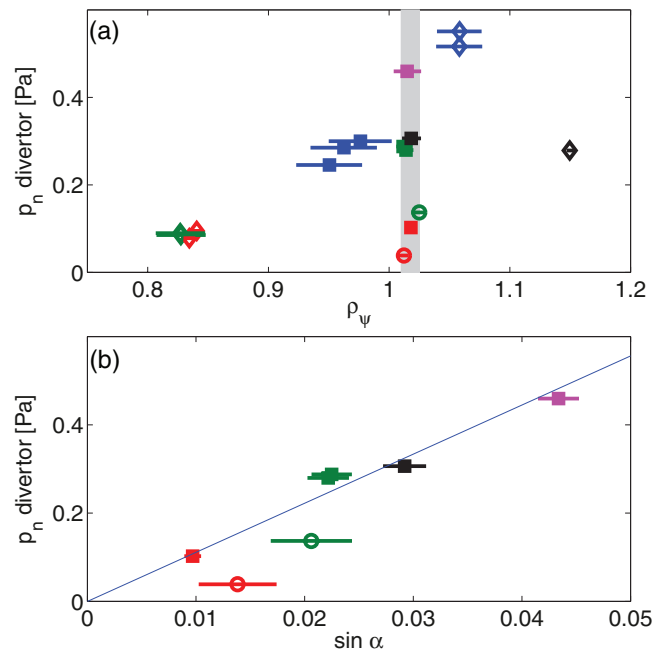 (a)
p_n divertor [Pa]
0.4
0.2
0
0.8 0.9 1 1.1 1.2
ρ_ψ
(b)
p_n divertor [Pa]
0.4
0.2
0
0 0.01 0.02 0.03 0.04 0.05
sin α